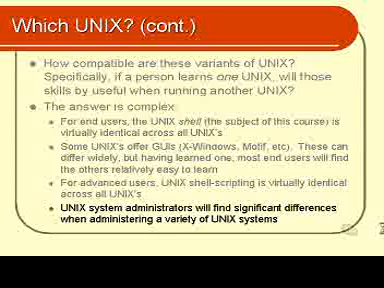 Which UNIX? (cont.)
How compatible are these variants of UNIX?
Specifically, if a person learns one UNIX, will those
skills by useful when running another UNIX?
The answer is complex:
For end users, the UNIX shell (the subject of this course) is
virtually identical across all UNIX's
Some UNIX's offer GUIs (X-Windows, Motif, etc). These can
differ widely, but having learned one, most end users will find
the others relatively easy to learn
For advanced users, UNIX shell-scripting is virtually identical
across all UNIX's
UNIX system administrators will find significant differences
when administering a variety of UNIX systems